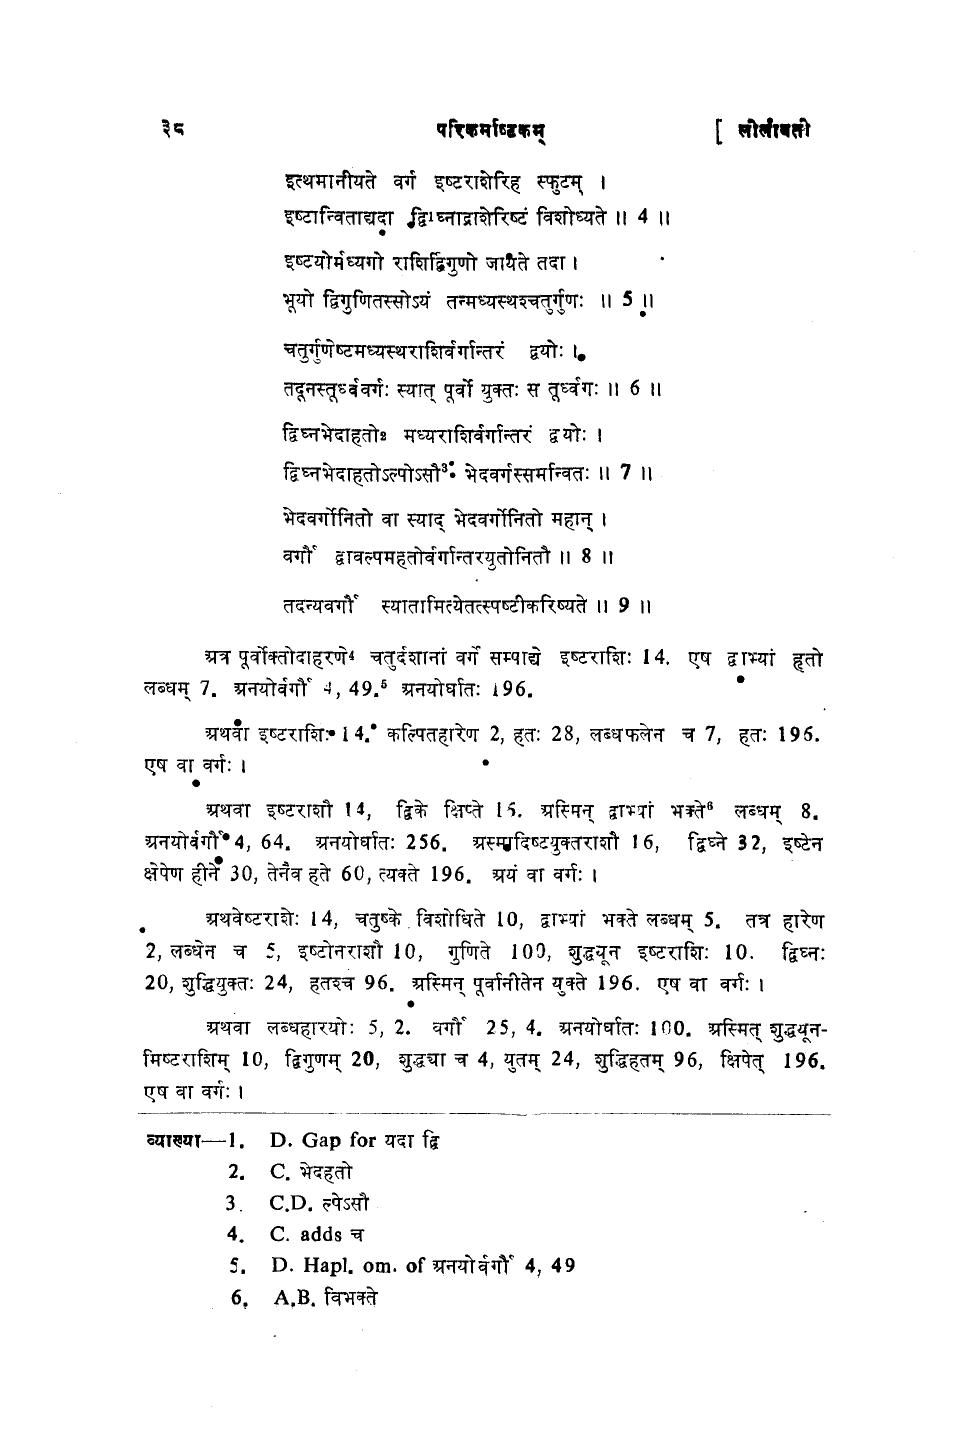 ३८ परिकर्माष्टकम् [ लीलावती
इत्थमानीयते वर्ग इष्टराशेरिह स्फुटम् ।
इष्टान्विताद्यदा द्वि¹घ्नाद्राशेरिष्टं विशोध्यते ॥ 4 ॥
इष्टयोर्मध्यगो राशिर्द्विगुणो जायते तदा ।
भूयो द्विगुणितस्सोऽयं तन्मध्यस्थश्चतुर्गुणः ॥ 5 ॥
चतुर्गुणेष्टमध्यस्थराशिर्वर्गान्तरं द्वयोः ।
तदूनस्तूर्ध्ववर्गः स्यात् पूर्वो युक्तः स तूर्ध्वगः ॥ 6 ॥
द्विघ्नभेदाहतो² मध्यराशिर्वर्गान्तरं द्वयोः ।
द्विघ्नभेदाहतोऽल्पोऽसौ³ भेदवर्गसमन्वितः ॥ 7 ॥
भेदवर्गोनितो वा स्याद् भेदवर्गोनितो महान् ।
वर्गौ द्वावल्पमहतोर्वर्गान्तरयुतोनितौ ॥ 8 ॥
तदन्यवर्गौ स्यातामित्येतत्स्पष्टीकरिष्यते ॥ 9 ॥
अत्र पूर्वोक्तोदाहरणे⁴ चतुर्दशानां वर्गे सम्पाद्ये इष्टराशिः 14. एष द्वाभ्यां हृतो
लब्धम् 7. अनयोर्वर्गौ 4, 49.⁵ अनयोर्घातः 196.
अथवा इष्टराशिः 14. कल्पितहारेण 2, हतः 28, लब्धफलेन च 7, हतः 196.
एष वा वर्गः ।
अथवा इष्टराशौ 14, द्विके क्षिप्ते 16. अस्मिन् द्वाभ्यां भक्ते⁶ लब्धम् 8.
अनयोर्वर्गौ 4, 64. अनयोर्घातः 256. अस्मादिष्टयुक्तराशौ 16, द्विघ्ने 32, इष्टेन
क्षेपेण हीने 30, तेनैव हते 60, त्यक्ते 196. अयं वा वर्गः ।
अथवेष्टराशेः 14, चतुष्के विशोधिते 10, द्वाभ्यां भक्ते लब्धम् 5. तत्र हारेण
2, लब्धेन च 5, इष्टोनराशौ 10, गुणिते 100, शुद्धयून इष्टराशिः 10. द्विघ्नः
20, शुद्धियुक्तः 24, हतश्च 96. अस्मिन् पूर्वानीतेन युक्ते 196. एष वा वर्गः ।
अथवा लब्धहारयोः 5, 2. वर्गौ 25, 4. अनयोर्घातः 100. अस्मित् शुद्धयून-
मिष्टराशिम् 10, द्विगुणम् 20, शुद्धया च 4, युतम् 24, शुद्धिहतम् 96, क्षिपेत् 196.
एष वा वर्गः ।
व्याख्या—1. D. Gap for यदा द्वि
2. C. भेदहतो
3. C.D. ल्पेऽसौ
4. C. adds च
5. D. Hapl. om. of अनयोर्वर्गौ 4, 49
6. A.B. विभक्ते